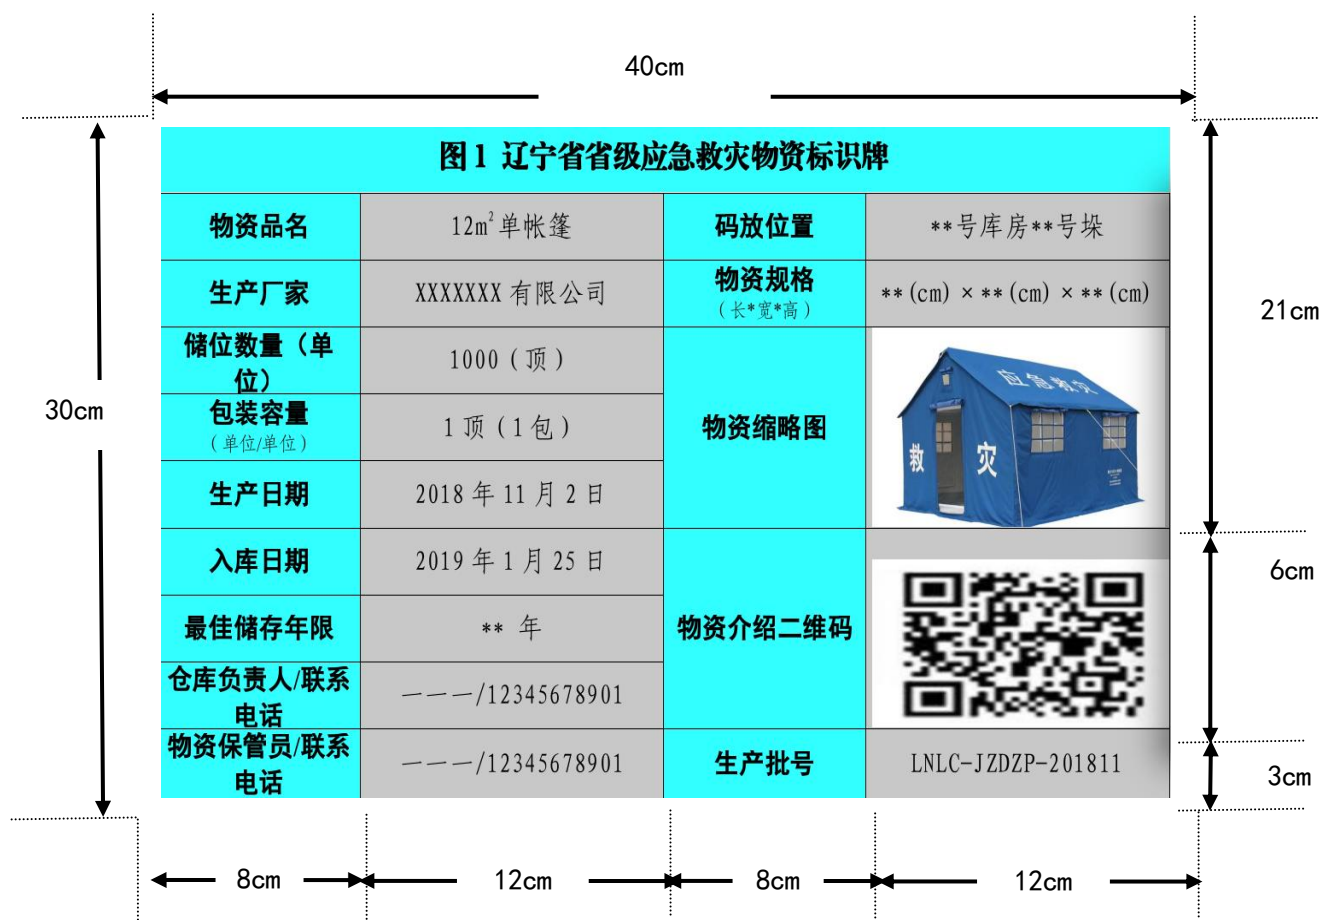 40cm
图1 辽宁省省级应急救灾物资标识牌
物资品名
12m²单帐篷
码放位置
**号库房**号垛
生产厂家
XXXXXXX 有限公司
物资规格
（长*宽*高）
**(cm) ×**(cm) ×**(cm)
储位数量（单
位）
1000（顶）
包装容量
（单位/单位）
1顶（1包）
生产日期
2018年11月2日
物资缩略图
应急救灾
救 灾
入库日期
2019年1月25日
最佳储存年限
** 年
仓库负责人/联系
电话
———/12345678901
物资介绍二维码
物资保管员/联系
电话
———/12345678901
生产批号
LNLC-JZDZP-201811
30cm
21cm
6cm
3cm
8cm
12cm
8cm
12cm